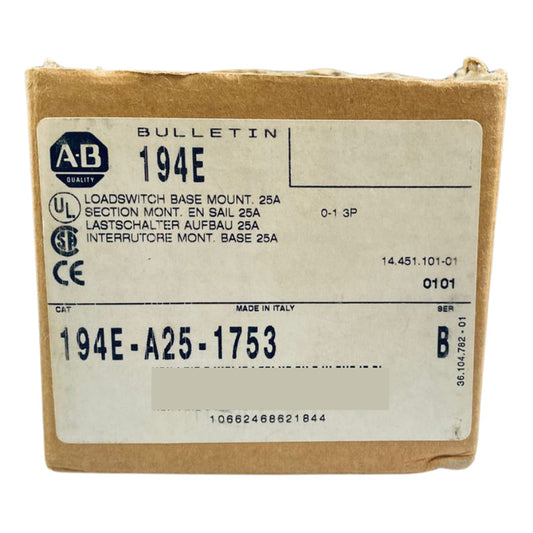 BULLETIN
A-B
QUALITY
194E
UL
LOADSWITCH BASE MOUNT. 25A
SECTION MONT. EN SAIL 25A
LASTSCHALTER AUFBAU 25A
INTERRUTORE MONT. BASE 25A
0-1 3P
CE
14.451.101-01
0101
CAT
MADE IN ITALY
SER
194E-A25-1753
B
36.104.782-01
10662468621844